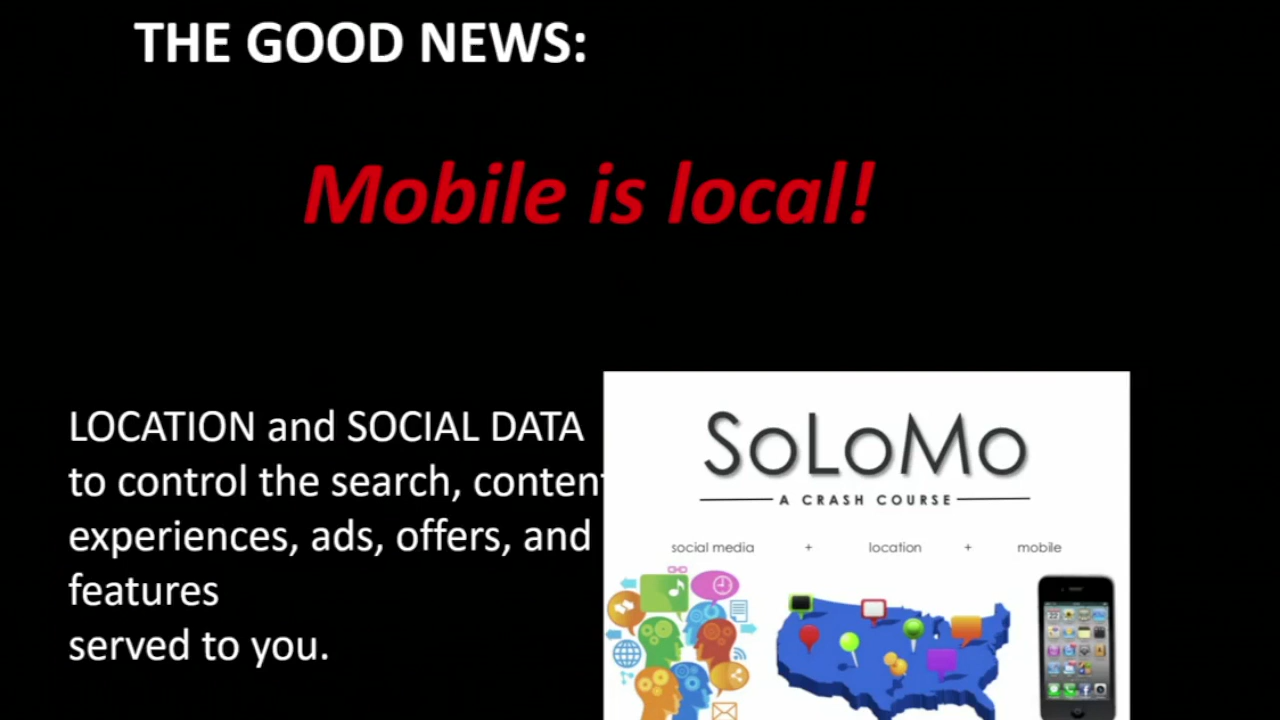 THE GOOD NEWS:
Mobile is local!
LOCATION and SOCIAL DATA
to control the search, content
experiences, ads, offers, and
features
served to you.
SoLoMo
A CRASH COURSE
social media + location + mobile